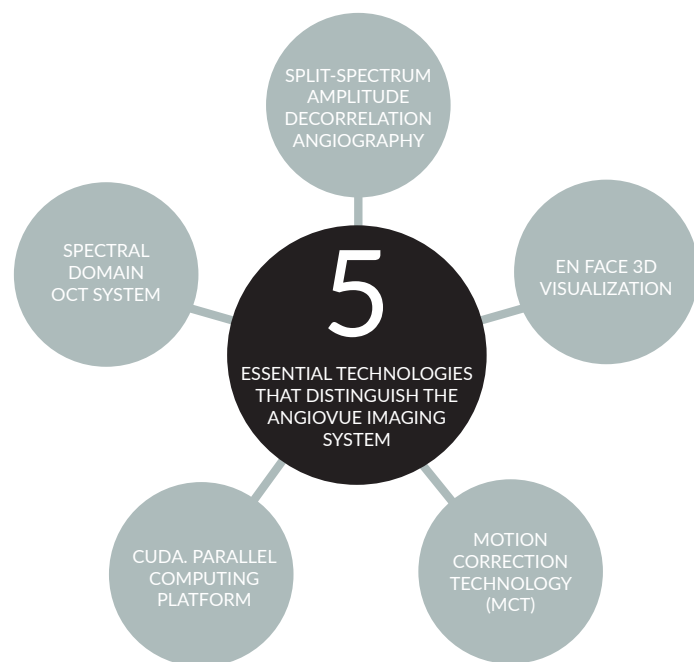 SPLIT-SPECTRUM
AMPLITUDE
DECORRELATION
ANGIOGRAPHY
SPECTRAL
DOMAIN
OCT SYSTEM
EN FACE 3D
VISUALIZATION
5
ESSENTIAL TECHNOLOGIES
THAT DISTINGUISH THE
ANGIOVUE IMAGING
SYSTEM
CUDA. PARALLEL
COMPUTING
PLATFORM
MOTION
CORRECTION
TECHNOLOGY
(MCT)